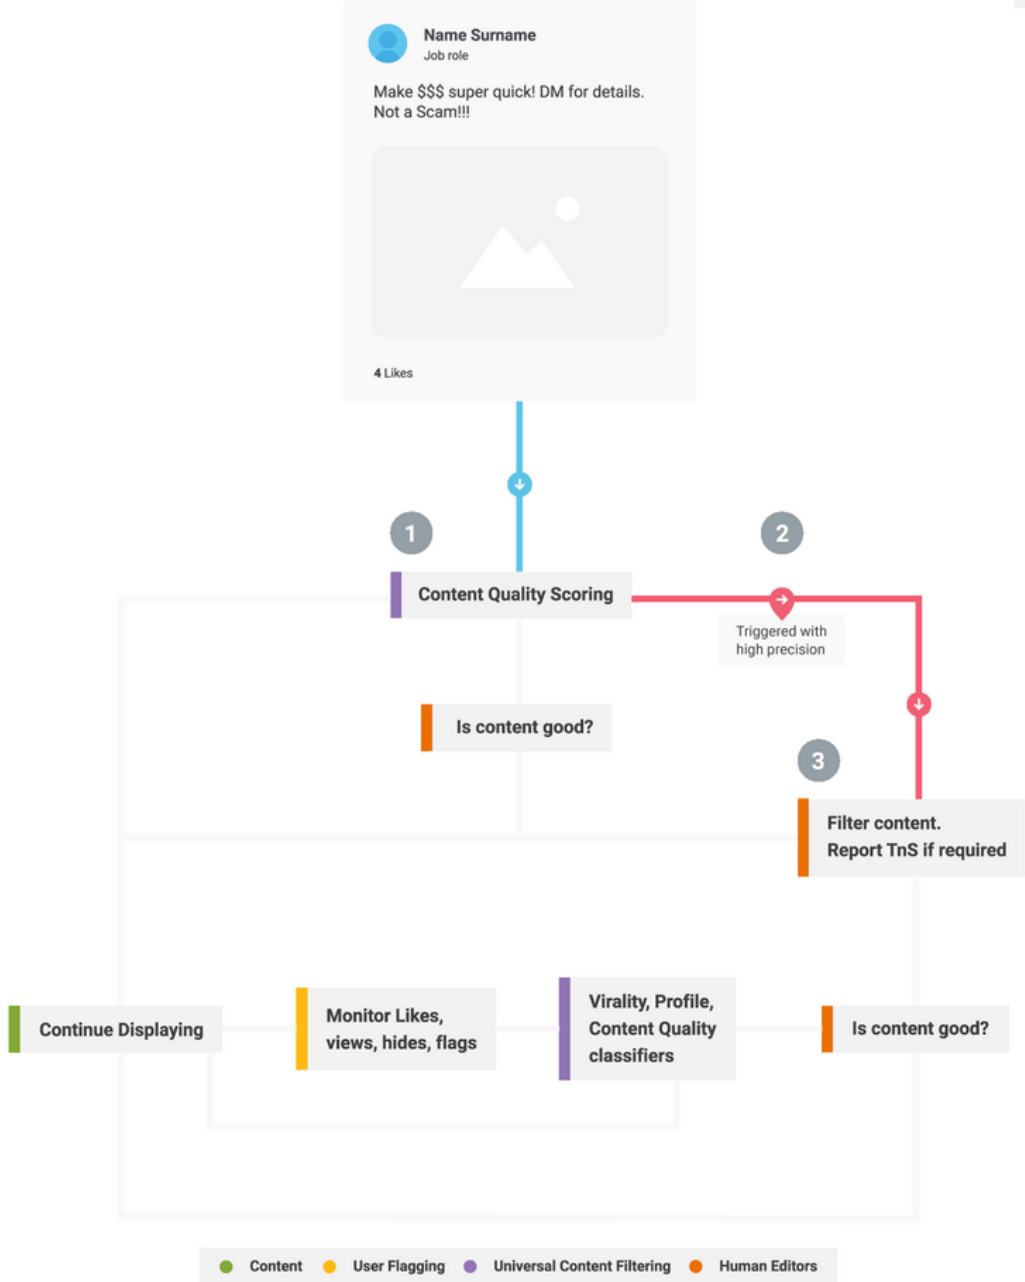 Name Surname
Job role
Make $$$ super quick! DM for details.
Not a Scam!!!
4 Likes
1
2
Content Quality Scoring
Triggered with
high precision
Is content good?
3
Filter content.
Report TnS if required
Continue Displaying
Monitor Likes,
views, hides, flags
Virality, Profile,
Content Quality
classifiers
Is content good?
Content
User Flagging
Universal Content Filtering
Human Editors